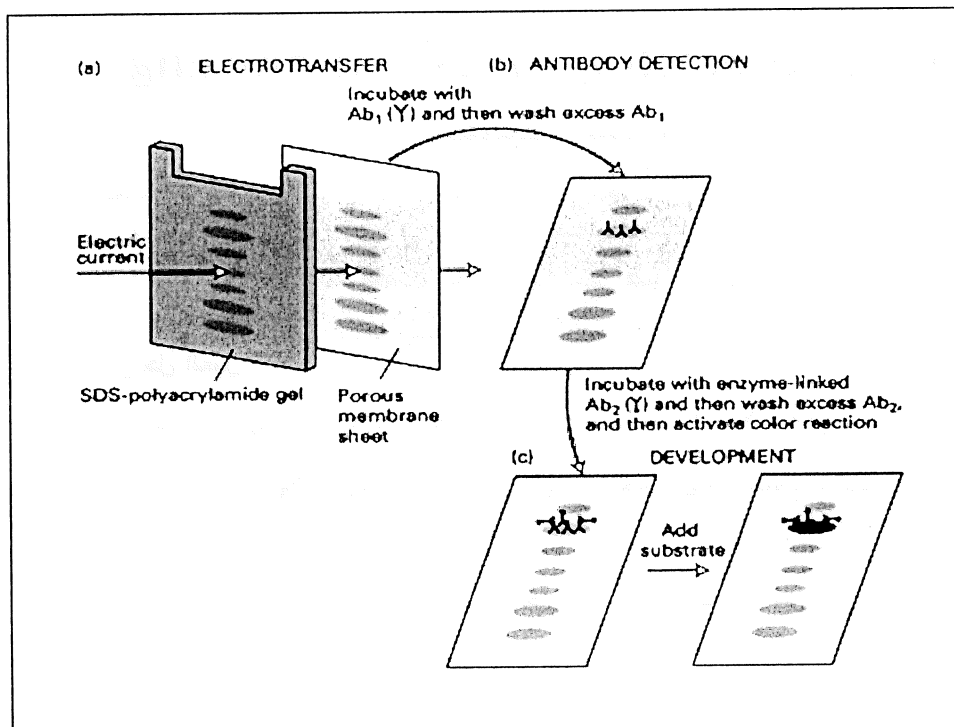 (a) ELECTROTRANSFER
(b) ANTIBODY DETECTION
Incubate with
Ab₁ (Y) and then wash excess Ab₁
Electric
current
SDS-polyacrylamide gel
Porous
membrane
sheet
Incubate with enzyme-linked
Ab₂ (Y) and then wash excess Ab₂,
and then activate color reaction
(c) DEVELOPMENT
Add
substrate